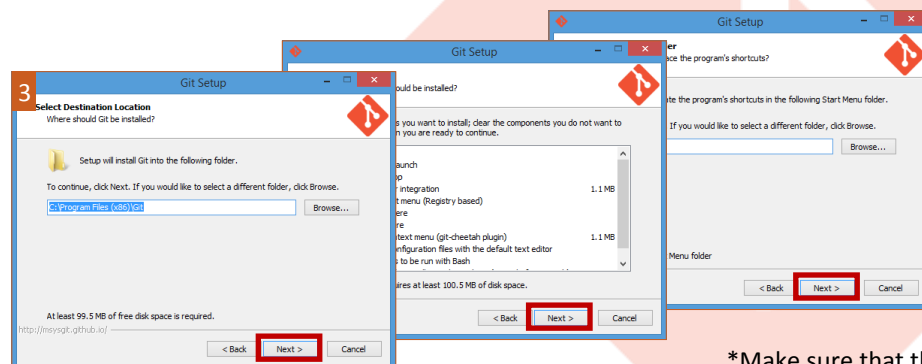 Git Setup
ace the program's shortcuts?
te the program's shortcuts in the following Start Menu folder.
If you would like to select a different folder, click Browse.
Browse...
Menu folder
< Back
Next >
Cancel
Git Setup
ould be installed?
s you want to install; clear the components you do not want to
n you are ready to continue.
aunch
r integration 1.1 MB
t menu (Registry based)
ere
re
text menu (git-cheetah plugin) 1.1 MB
nfiguration files with the default text editor
s to be run with Bash
ires at least 100.5 MB of disk space.
< Back
Next >
Cancel
3
Git Setup
Select Destination Location
Where should Git be installed?
Setup will install Git into the following folder.
To continue, click Next. If you would like to select a different folder, click Browse.
C:\Program Files (x86)\Git
Browse...
At least 99.5 MB of free disk space is required.
http://msysgit.github.io/
< Back
Next >
Cancel
*Make sure that th